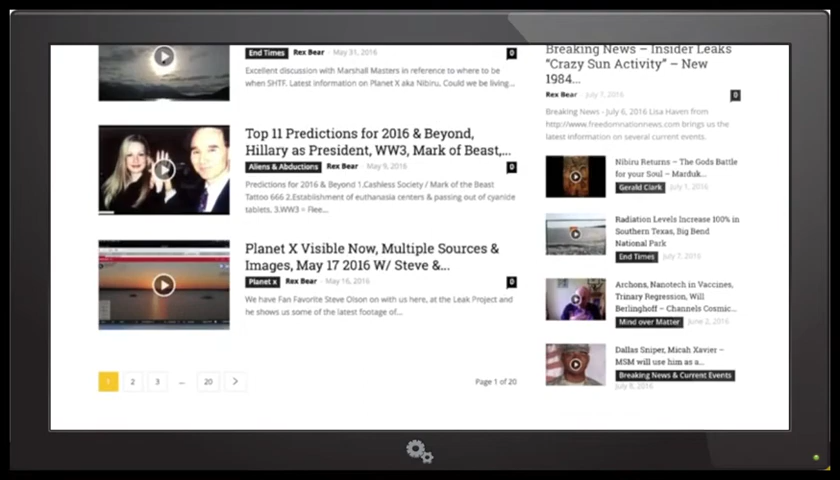 End Times Rex Bear - May 31, 2016 0
Excellent discussion with Marshall Masters in reference to where to be
when SHTF. Latest information on Planet X aka Nibiru, Could we be living...
Top 11 Predictions for 2016 & Beyond,
Hillary as President, WW3, Mark of Beast,...
Aliens & Abductions Rex Bear - May 9, 2016 0
Predictions for 2016 & Beyond 1.Cashless Society / Mark of the Beast
Tattoo 666 2.Establishment of euthanasia centers & passing out of cyanide
tablets, 3.WW3 = Flee...
Planet X Visible Now, Multiple Sources &
Images, May 17 2016 W/ Steve &...
Planet x Rex Bear - May 16, 2016 0
We have Fan Favorite Steve Olson on with us here, at the Leak Project and
he shows us some of the latest footage of...
1 2 3 ... 20 Page 1 of 20
Breaking News – Insider Leaks
“Crazy Sun Activity” – New
1984...
Rex Bear - July 7, 2016 0
Breaking News - July 6, 2016 Lisa Haven from
http://www.freedomnationnews.com brings us the
latest information on several current events.
Nibiru Returns – The Gods Battle
for your Soul – Marduk...
Gerald Clark July 1, 2016
Radiation Levels Increase 100% in
Southern Texas, Big Bend
National Park
End Times July 7, 2016
Archons, Nanotech in Vaccines,
Trinary Regression, Will
Berlinghoff – Channels Cosmic...
Mind over Matter June 2, 2016
Dallas Sniper, Micah Xavier –
MSM will use him as a...
Breaking News & Current Events
July 8, 2016